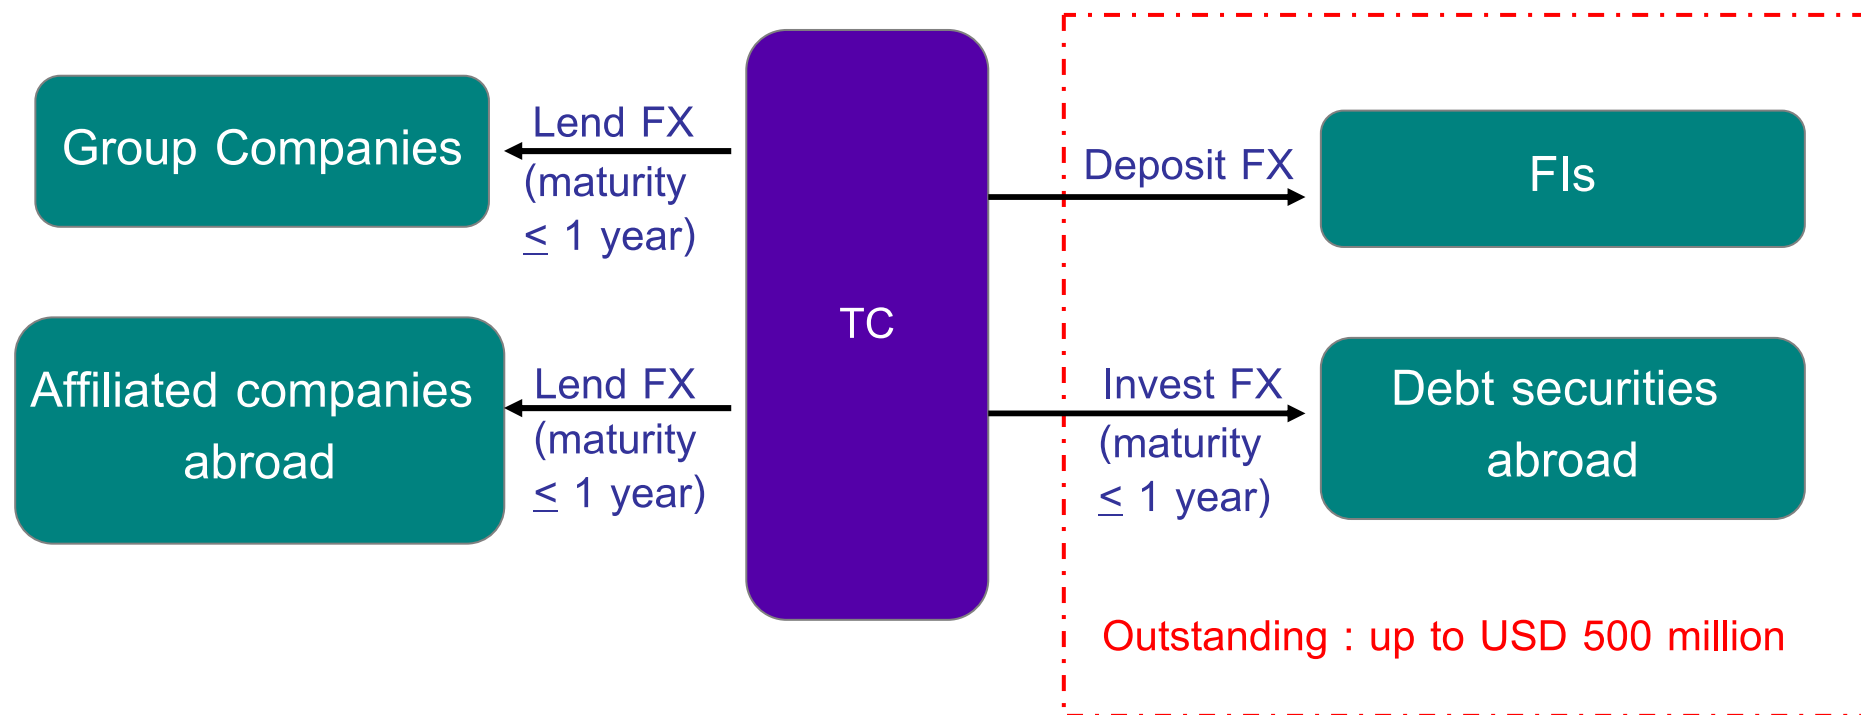 Group Companies
Lend FX
(maturity
≤ 1 year)
Affiliated companies
abroad
Lend FX
(maturity
≤ 1 year)
TC
Deposit FX
FIs
Invest FX
(maturity
≤ 1 year)
Debt securities
abroad
Outstanding : up to USD 500 million